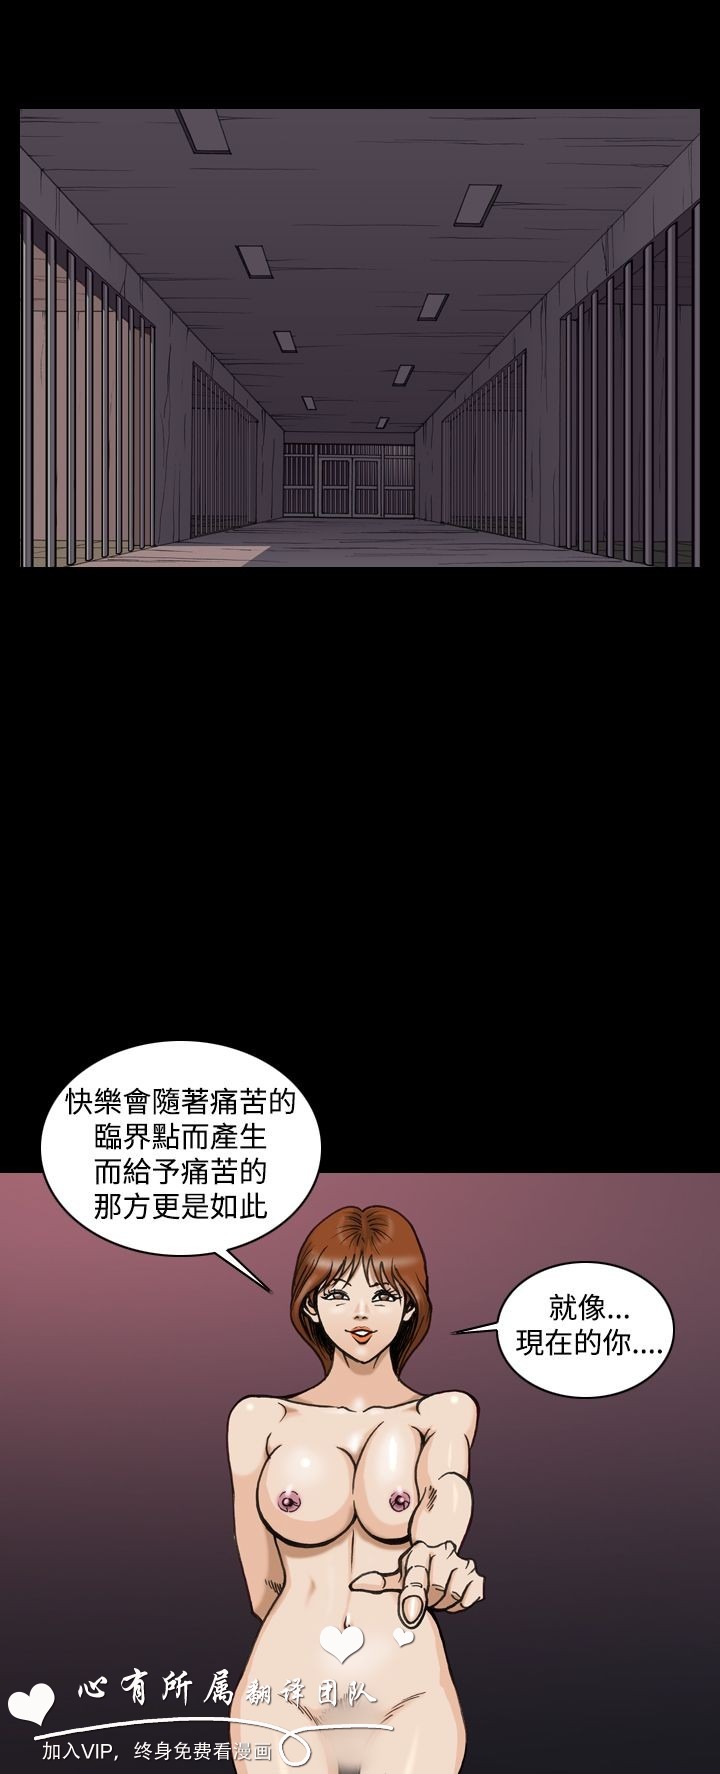 快樂會隨著痛苦的
臨界點而產生
而給予痛苦的
那方更是如此
就像...
現在的你....
心有所属翻译团队
加入VIP，终身免费看漫画